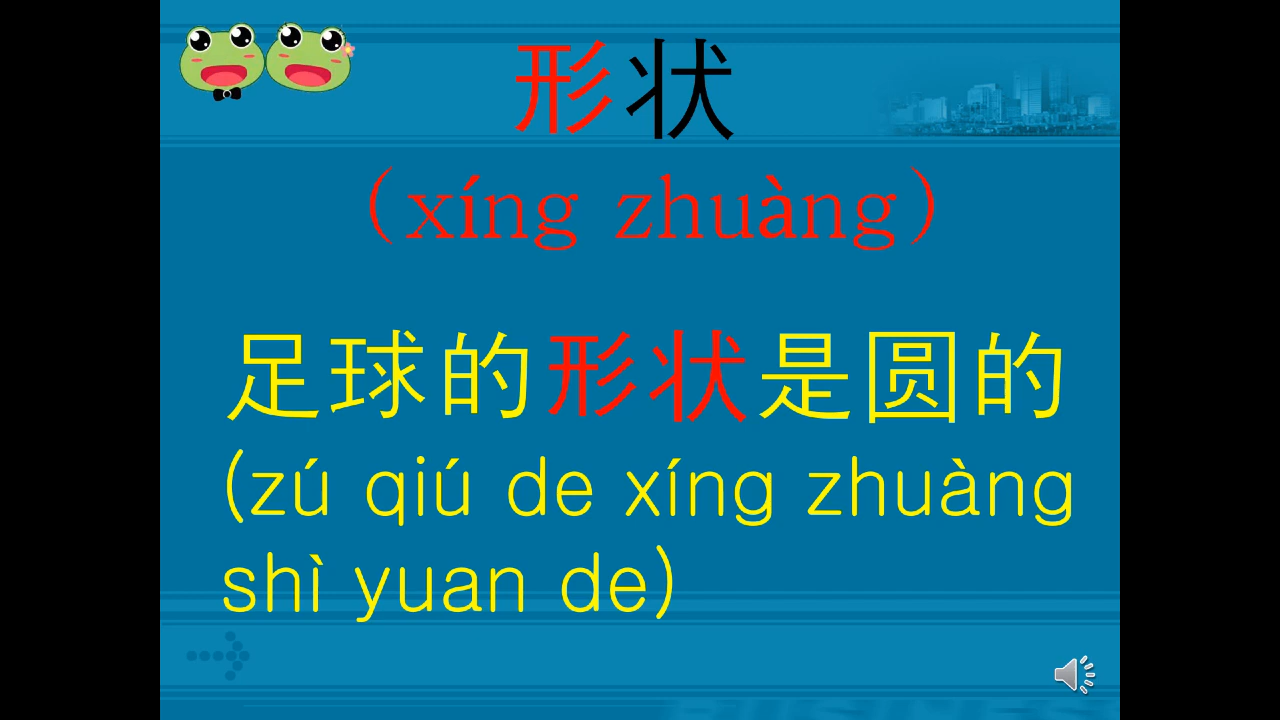 形状
（xíng zhuàng）
足球的形状是圆的
(zú qiú de xíng zhuàng
shì yuan de)